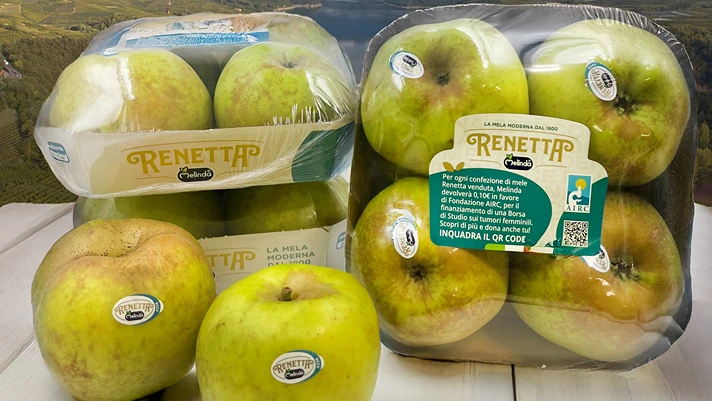 RENETTA
Melinda
RENETTA
LA MELA
MODERNA
DAL 1800
RENETTA
Melinda
RENETTA
Melinda
LA MELA MODERNA DAL 1800
RENETTA
Melinda
Per ogni confezione di mele
Renetta venduta, Melinda
devolverà 0,10€ in favore
di Fondazione AIRC, per il
finanziamento di una Borsa
di Studio sui tumori femminili.
Scopri di più e dona anche tu!
INQUADRA IL QR CODE
AIRC